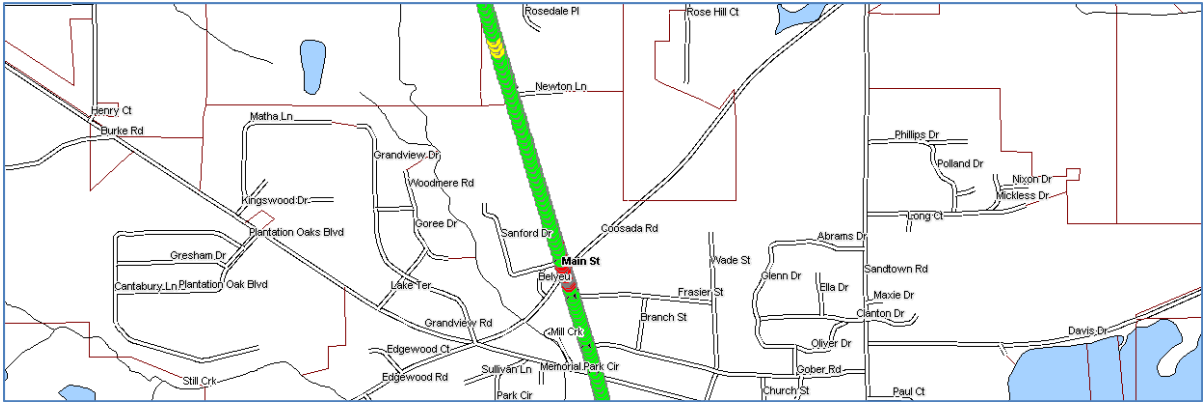 Rosedale Pl
Rose Hill Ct
Newton Ln
Henry Ct
Burke Rd
Matha Ln
Phillips Dr
Grandview Dr
Polland Dr
Woodmere Rd
Nixon Dr
Mickless Dr
Kingswood Dr
Long Ct
Goree Dr
Sanford Dr
Coosada Rd
Plantation Oaks Blvd
Abrams Dr
Gresham Dr
Main St
Wade St
Sandtown Rd
Belyeu
Glenn Dr
Cantabury Ln
Plantation Oak Blvd
Lake Ter
Frasier St
Ella Dr
Maxie Dr
Branch St
Clanton Dr
Grandview Rd
Mill Crk
Davis Dr
Edgewood Ct
Oliver Dr
Sullivan Ln
Memorial Park Cir
Gober Rd
Still Crk
Edgewood Rd
Park Cir
Church St
Paul Ct